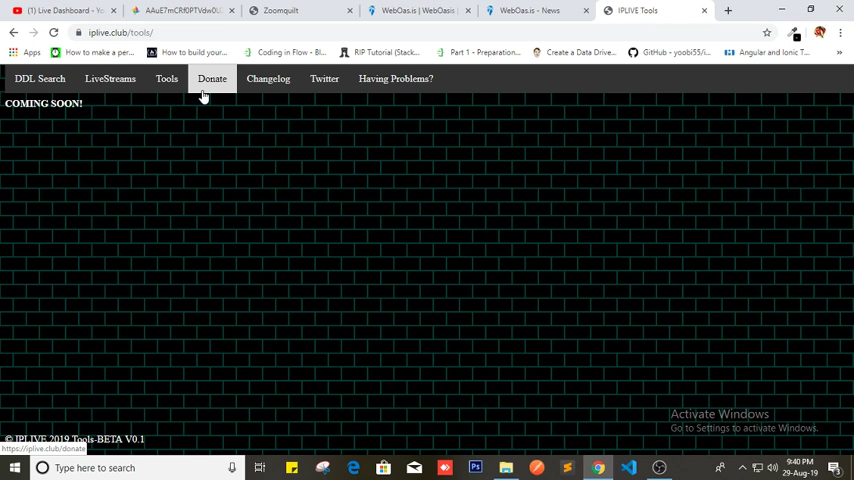 (1) Live Dashboard - Yo
AAuE7mCRf0PTVdw0U
Zoomquilt
WebOas.is | WebOasis |
WebOas.is - News
IPLIVE Tools
iplive.club/tools/
Apps
How to make a per...
How to build your...
Coding in Flow - Bl...
RIP Tutorial (Stack...
Part 1 - Preparation...
Create a Data Drive...
GitHub - yoobi55/i...
Angular and Ionic T...
DDL Search
LiveStreams
Tools
Donate
Changelog
Twitter
Having Problems?
COMING SOON!
Activate Windows
Go to Settings to activate Windows.
© IPLIVE 2019 Tools-BETA V0.1
https://iplive.club/donate
Type here to search
Ps
9:40 PM
29-Aug-19
3